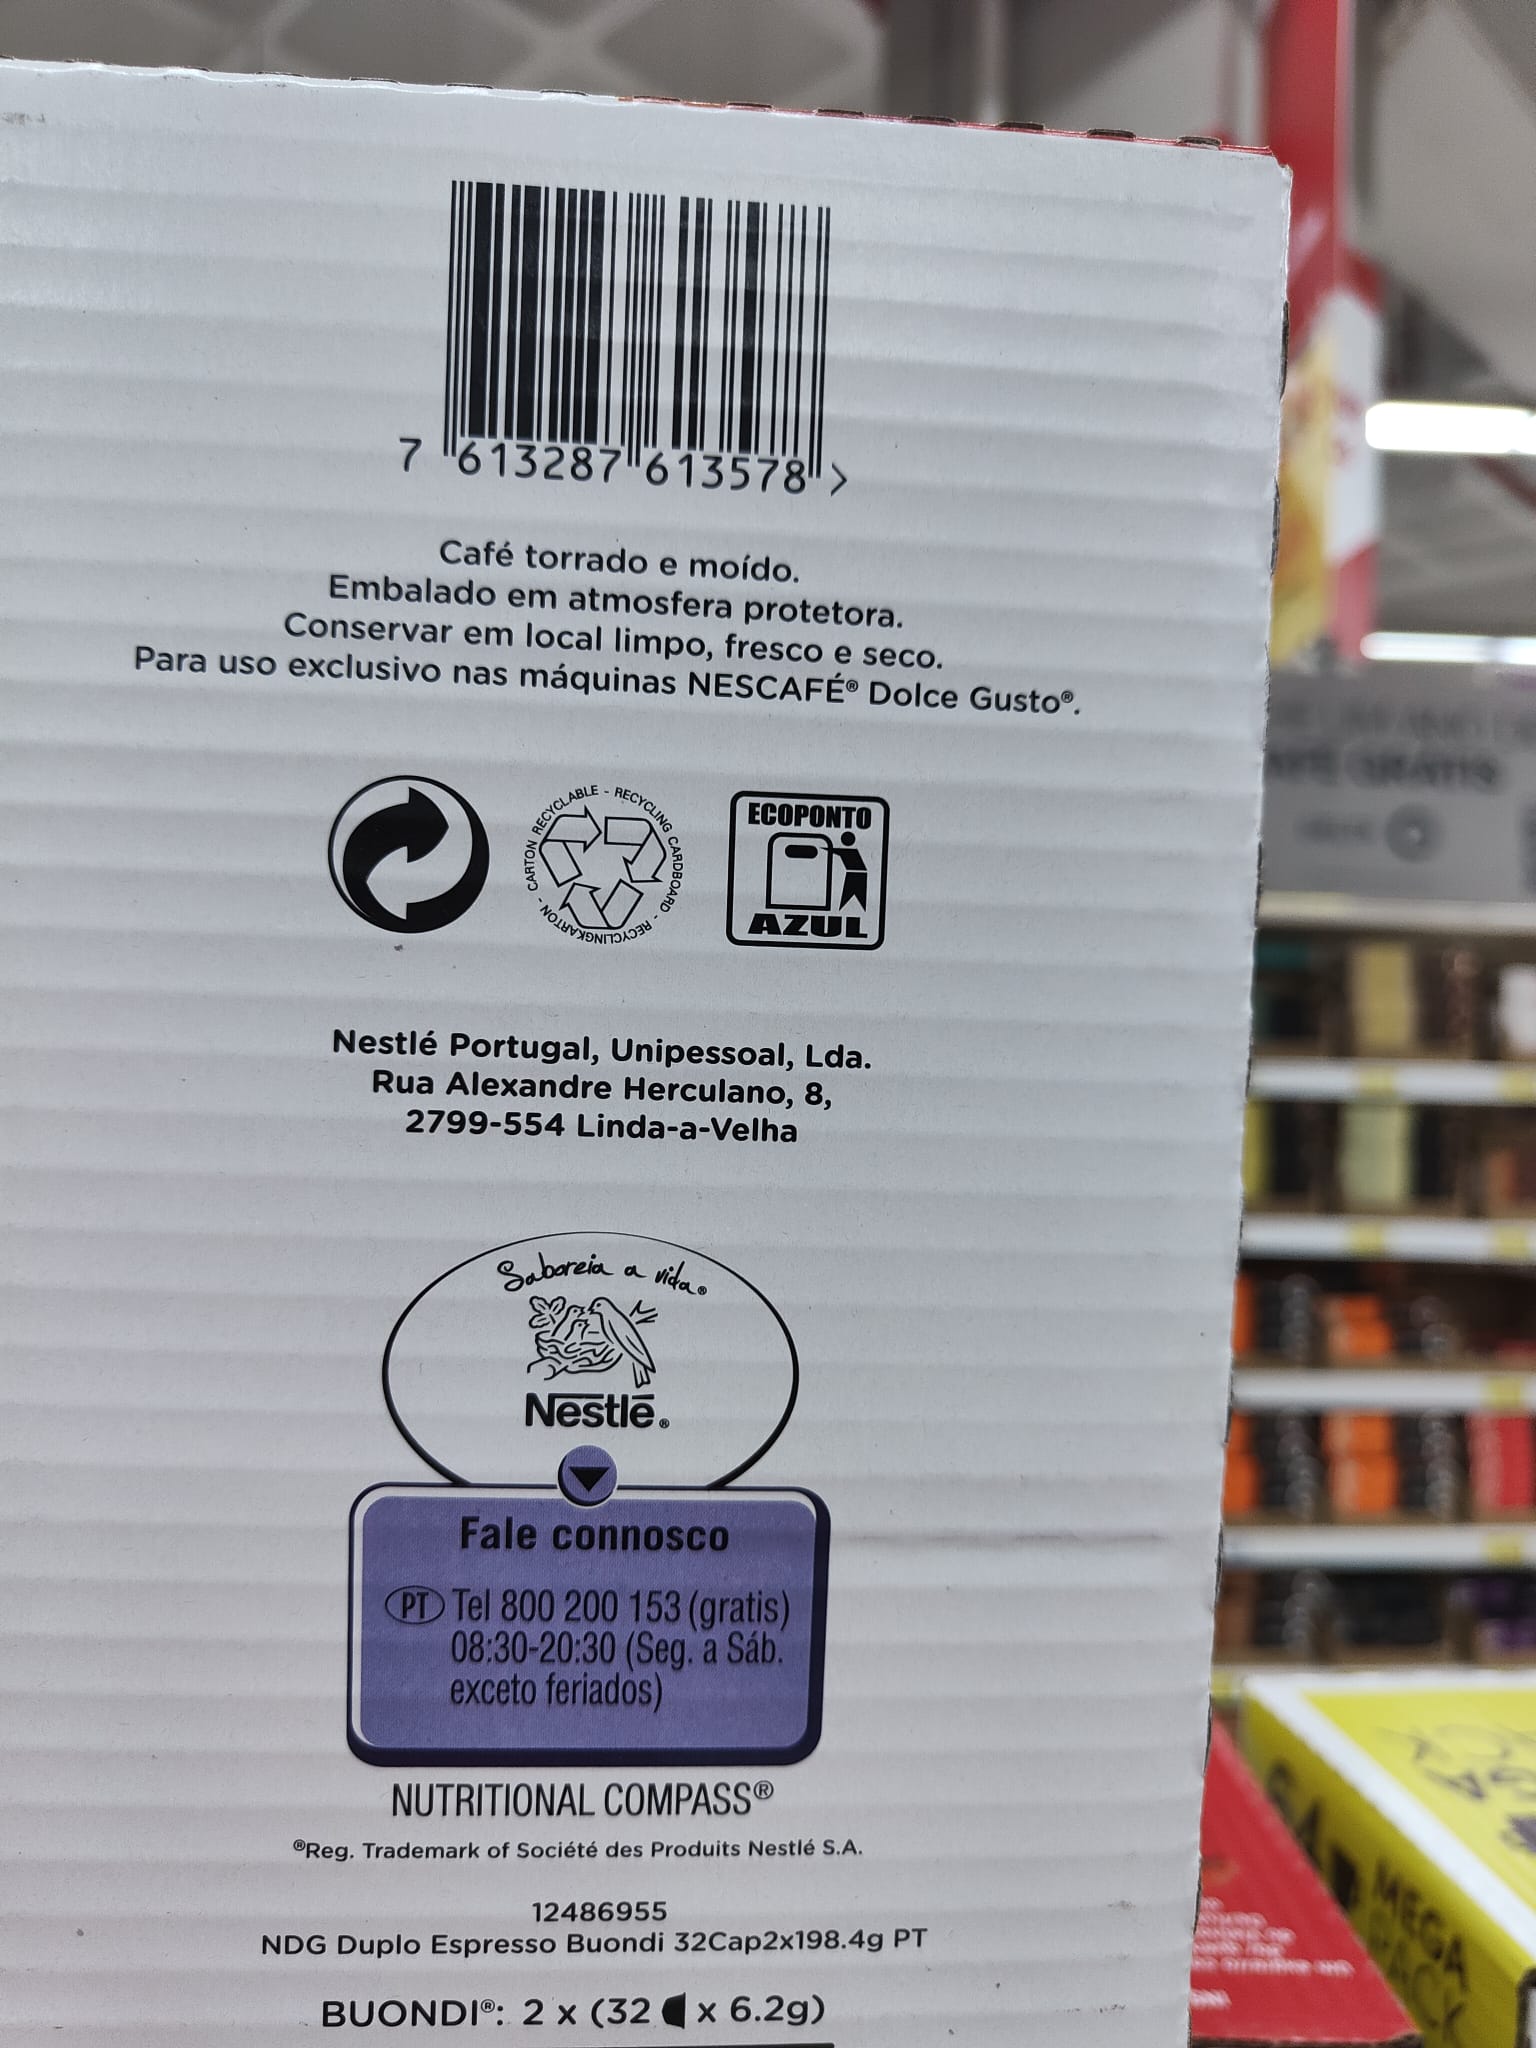 7 613287 613578 >
Café torrado e moído.
Embalado em atmosfera protetora.
Conservar em local limpo, fresco e seco.
Para uso exclusivo nas máquinas NESCAFÉ® Dolce Gusto®.
CARTON RECYCLABLE - RECYCLING CARDBOARD - RECYCLINGKARTON -
ECOPONTO
AZUL
Nestlé Portugal, Unipessoal, Lda.
Rua Alexandre Herculano, 8,
2799-554 Linda-a-Velha
Saboreia a vida®
Nestlé®
Fale connosco
PT Tel 800 200 153 (gratis)
08:30-20:30 (Seg. a Sáb.
exceto feriados)
NUTRITIONAL COMPASS®
®Reg. Trademark of Société des Produits Nestlé S.A.
12486955
NDG Duplo Espresso Buondi 32Cap2x198.4g PT
BUONDI®: 2 x (32 x 6.2g)
MEGA
PACK